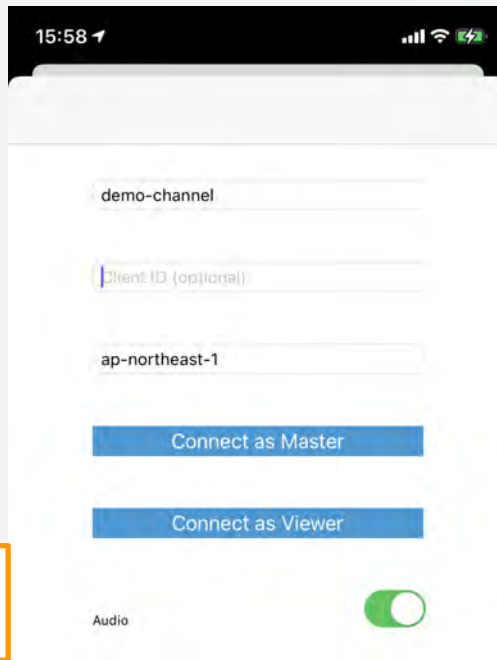 15:58
demo-channel
Client ID (optional)
ap-northeast-1
Connect as Master
Connect as Viewer
Audio